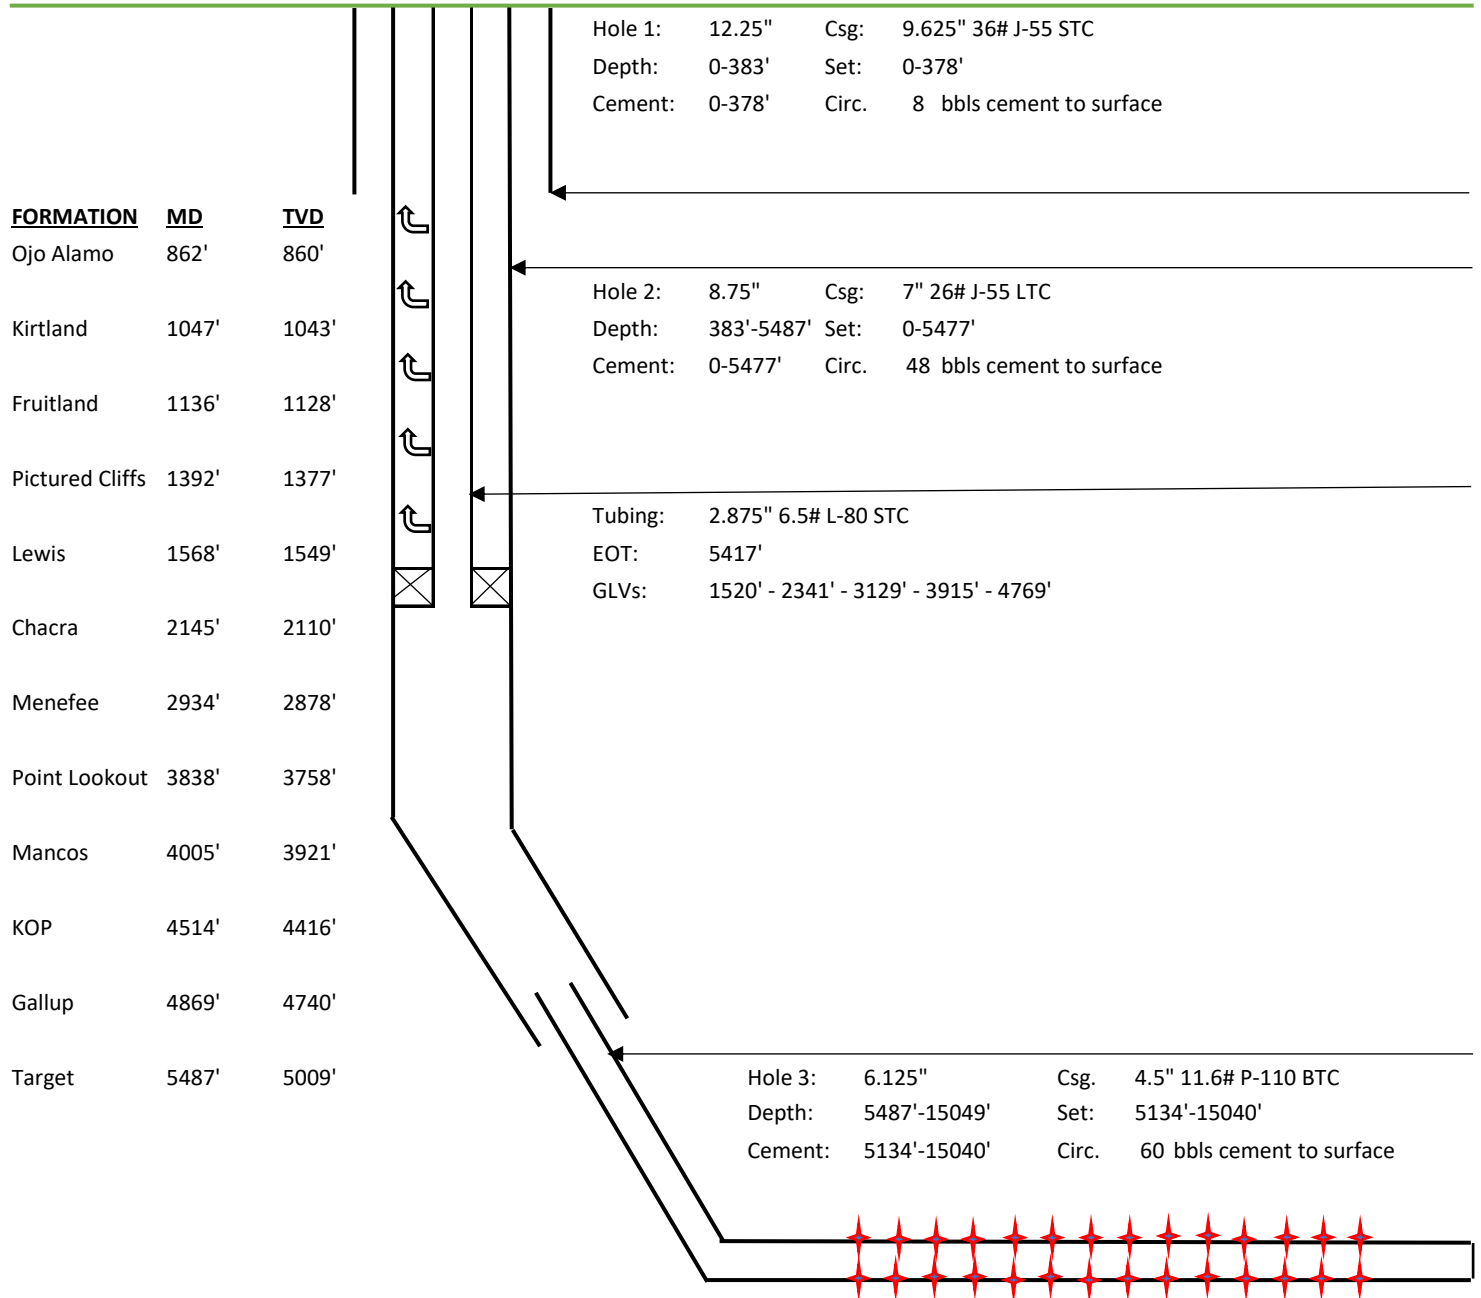 Hole 1: 12.25" Csg: 9.625" 36# J-55 STC
Depth: 0-383' Set: 0-378'
Cement: 0-378' Circ. 8 bbls cement to surface
FORMATION MD TVD
Ojo Alamo 862' 860'
Kirtland 1047' 1043'
Fruitland 1136' 1128'
Pictured Cliffs 1392' 1377'
Lewis 1568' 1549'
Chacra 2145' 2110'
Menefee 2934' 2878'
Point Lookout 3838' 3758'
Mancos 4005' 3921'
KOP 4514' 4416'
Gallup 4869' 4740'
Target 5487' 5009'
Hole 2: 8.75" Csg: 7" 26# J-55 LTC
Depth: 383'-5487' Set: 0-5477'
Cement: 0-5477' Circ. 48 bbls cement to surface
Tubing: 2.875" 6.5# L-80 STC
EOT: 5417'
GLVs: 1520' - 2341' - 3129' - 3915' - 4769'
Hole 3: 6.125" Csg. 4.5" 11.6# P-110 BTC
Depth: 5487'-15049' Set: 5134'-15040'
Cement: 5134'-15040' Circ. 60 bbls cement to surface